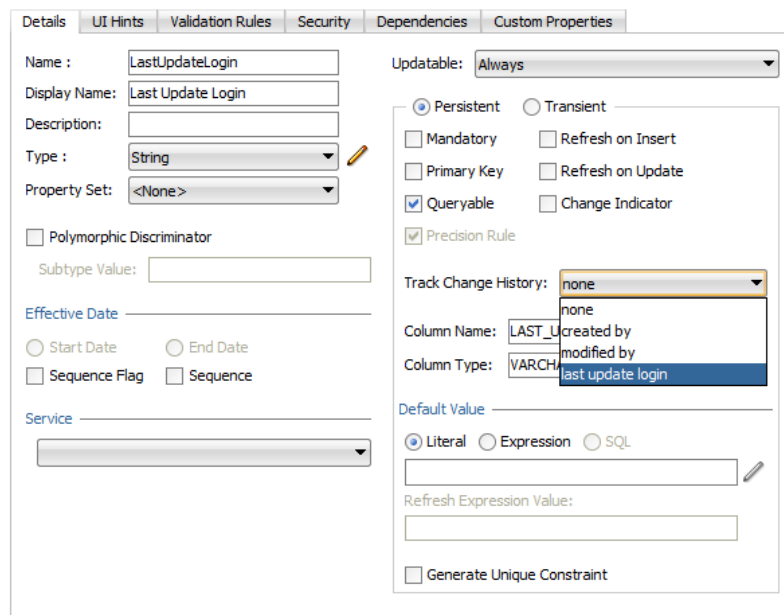 Details UI Hints Validation Rules Security Dependencies Custom Properties
Name : LastUpdateLogin
Display Name: Last Update Login
Description:
Type : String
Property Set: <None>
Polymorphic Discriminator
Subtype Value:
Effective Date
Start Date End Date
Sequence Flag Sequence
Service
Updatable: Always
Persistent Transient
Mandatory Refresh on Insert
Primary Key Refresh on Update
Queryable Change Indicator
Precision Rule
Track Change History: none
none
Column Name: LAST_U created by
modified by
Column Type: VARCHA last update login
Default Value
Literal Expression SQL
Refresh Expression Value:
Generate Unique Constraint